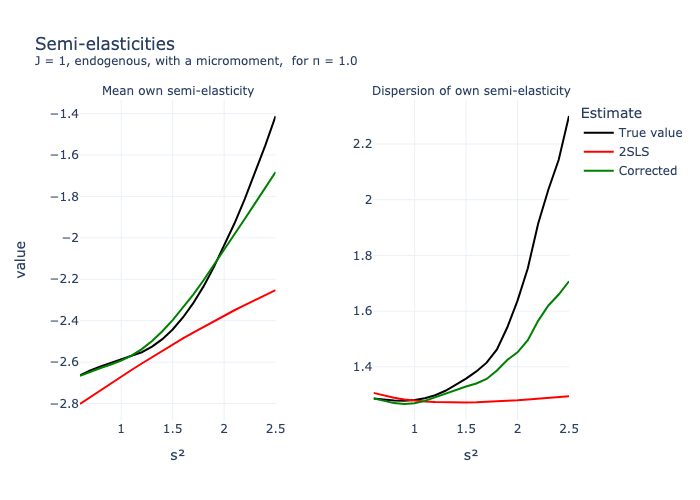 Semi-elasticities
J = 1, endogenous, with a micromoment,  for π = 1.0
Mean own semi-elasticity
Dispersion of own semi-elasticity
Estimate
True value
2SLS
Corrected
value
−1.4
−1.6
−1.8
−2
−2.2
−2.4
−2.6
−2.8
1
1.5
2
2.5
s²
2.2
2
1.8
1.6
1.4
1
1.5
2
2.5
s²